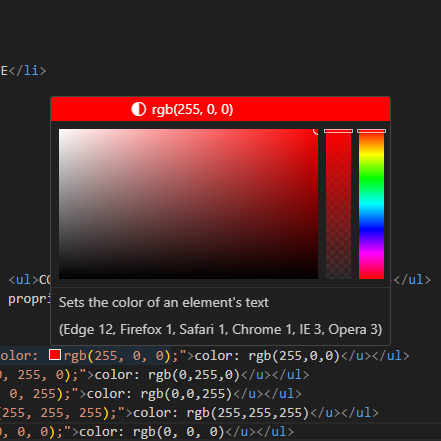 E</li>
rgb(255, 0, 0)
<ul>CO </ul>
propri
Sets the color of an element's text
(Edge 12, Firefox 1, Safari 1, Chrome 1, IE 3, Opera 3)
olor: rgb(255, 0, 0);">color: rgb(255,0,0)</u></ul>
0, 255, 0);">color: rgb(0,255,0)</u></ul>
0, 255);">color: rgb(0,0,255)</u></ul>
(255, 255, 255);">color: rgb(255,255,255)</u></ul>
0, 0, 0);">color: rgb(0, 0, 0)</u></ul>